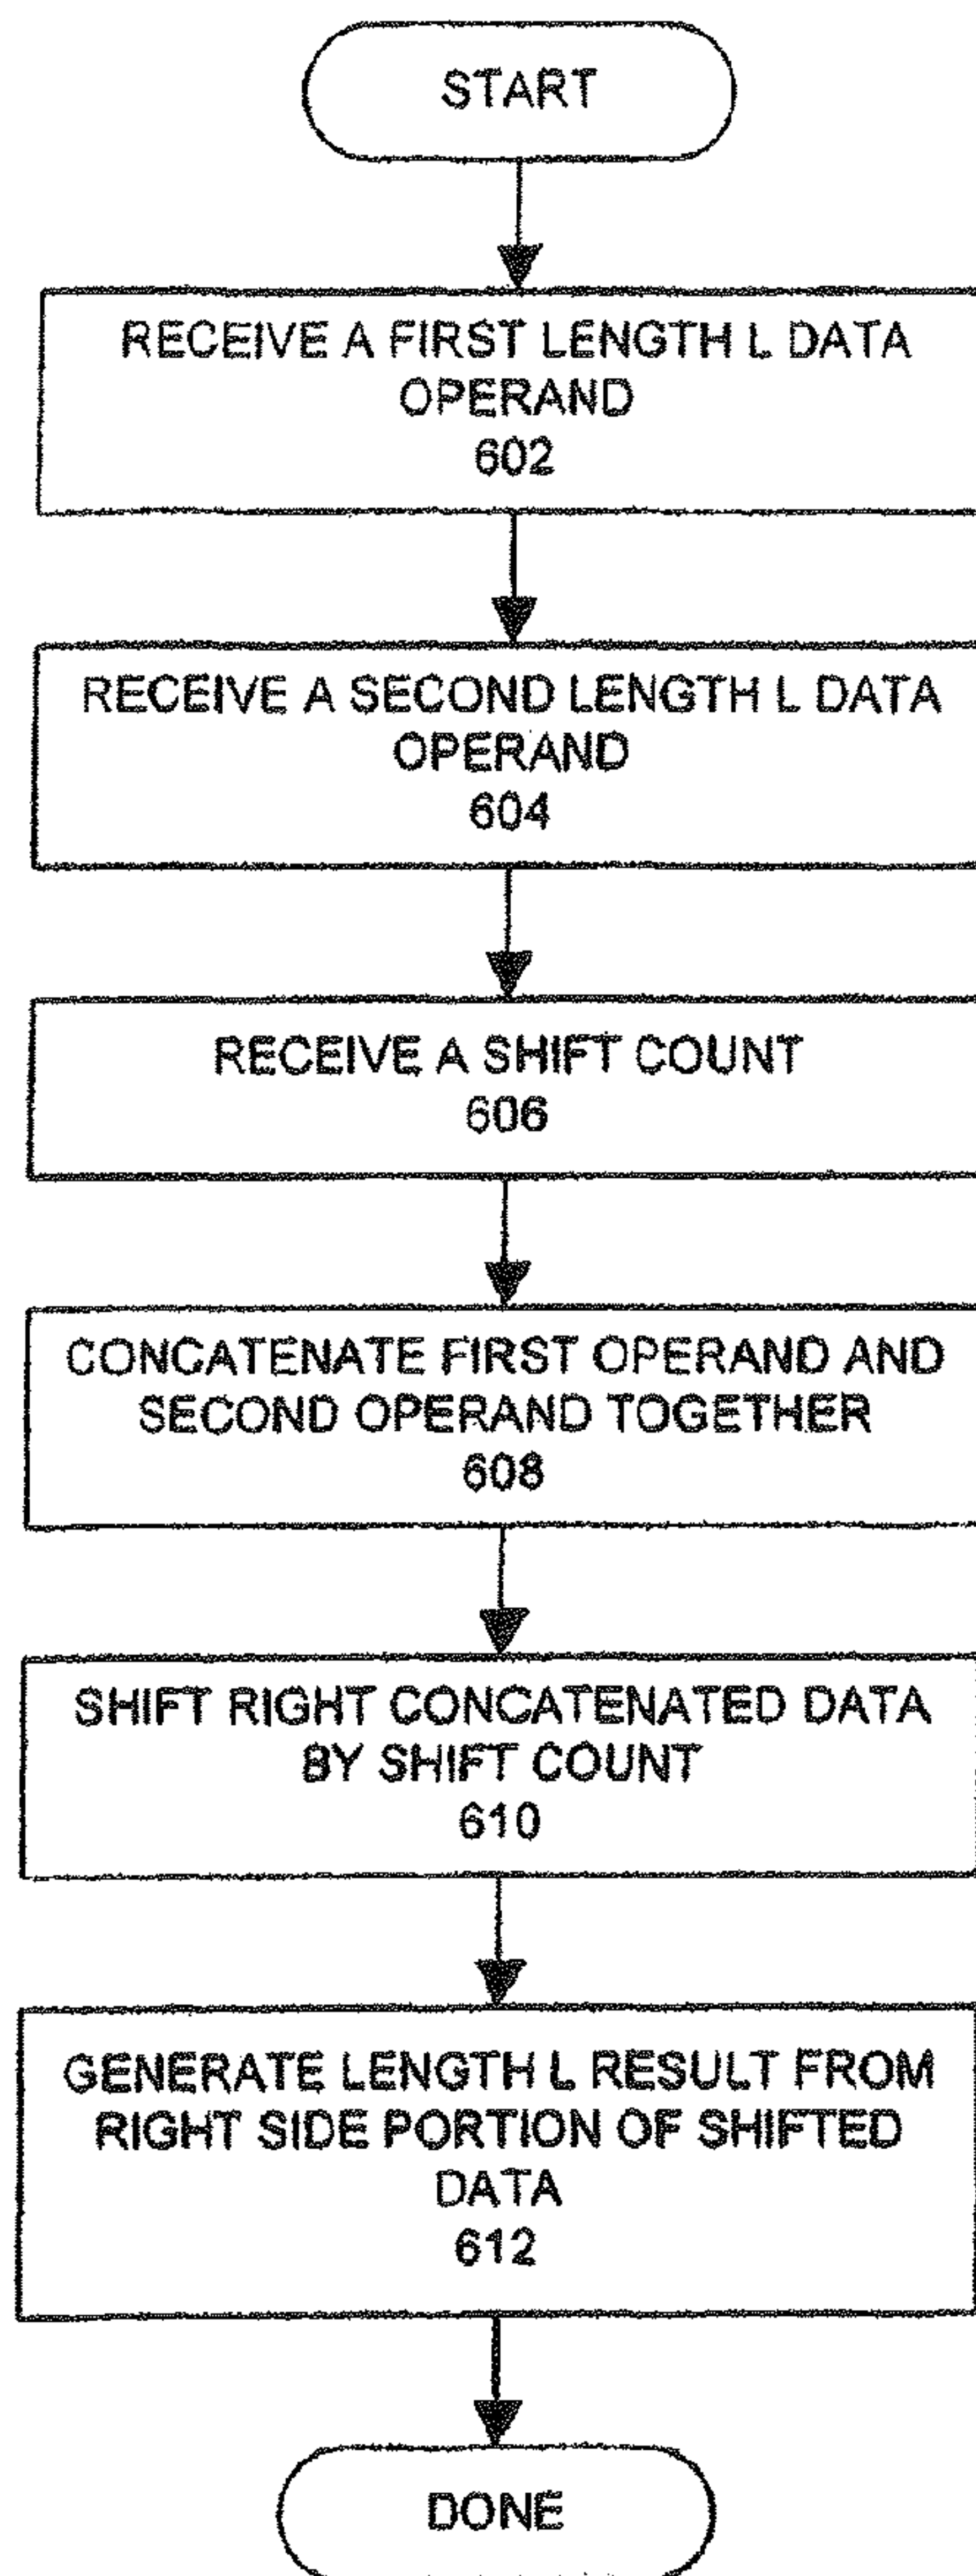 START
RECEIVE A FIRST LENGTH L DATA
OPERAND
602
RECEIVE A SECOND LENGTH L DATA
OPERAND
604
RECEIVE A SHIFT COUNT
606
CONCATENATE FIRST OPERAND AND
SECOND OPERAND TOGETHER
608
SHIFT RIGHT CONCATENATED DATA
BY SHIFT COUNT
610
GENERATE LENGTH L RESULT FROM
RIGHT SIDE PORTION OF SHIFTED
DATA
612
DONE